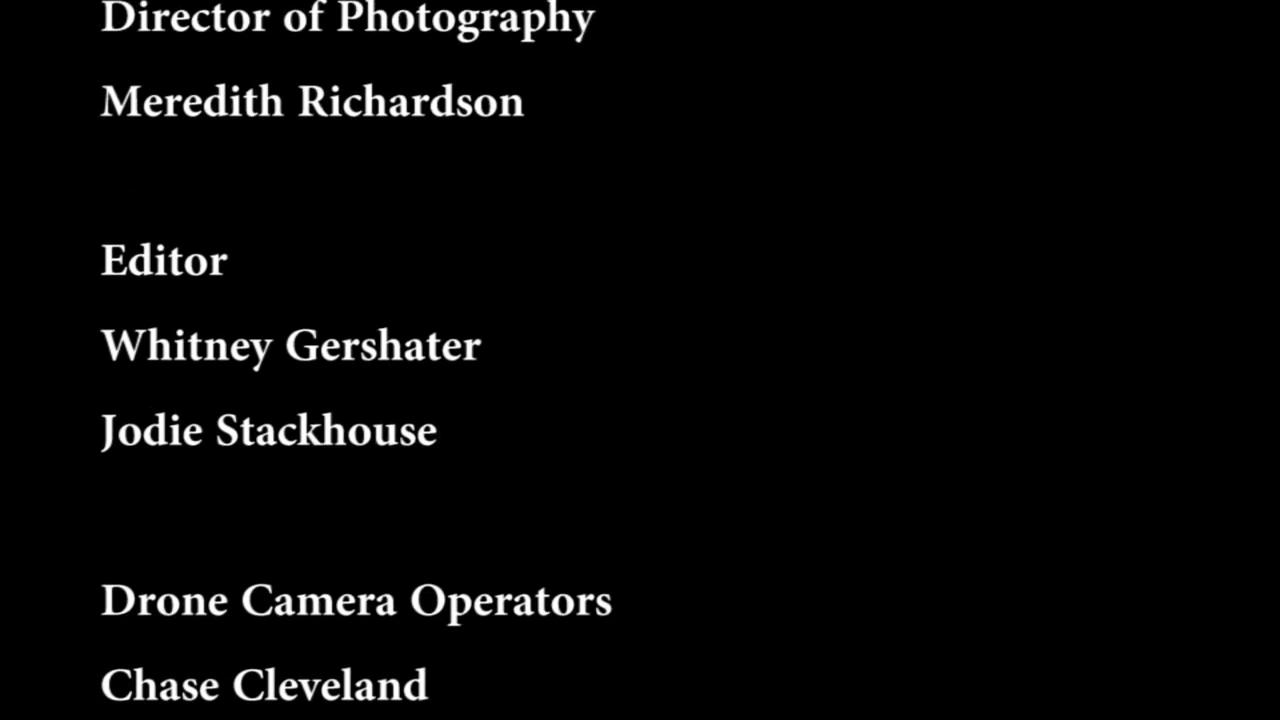 Director of Photography
Meredith Richardson
Editor
Whitney Gershater
Jodie Stackhouse
Drone Camera Operators
Chase Cleveland